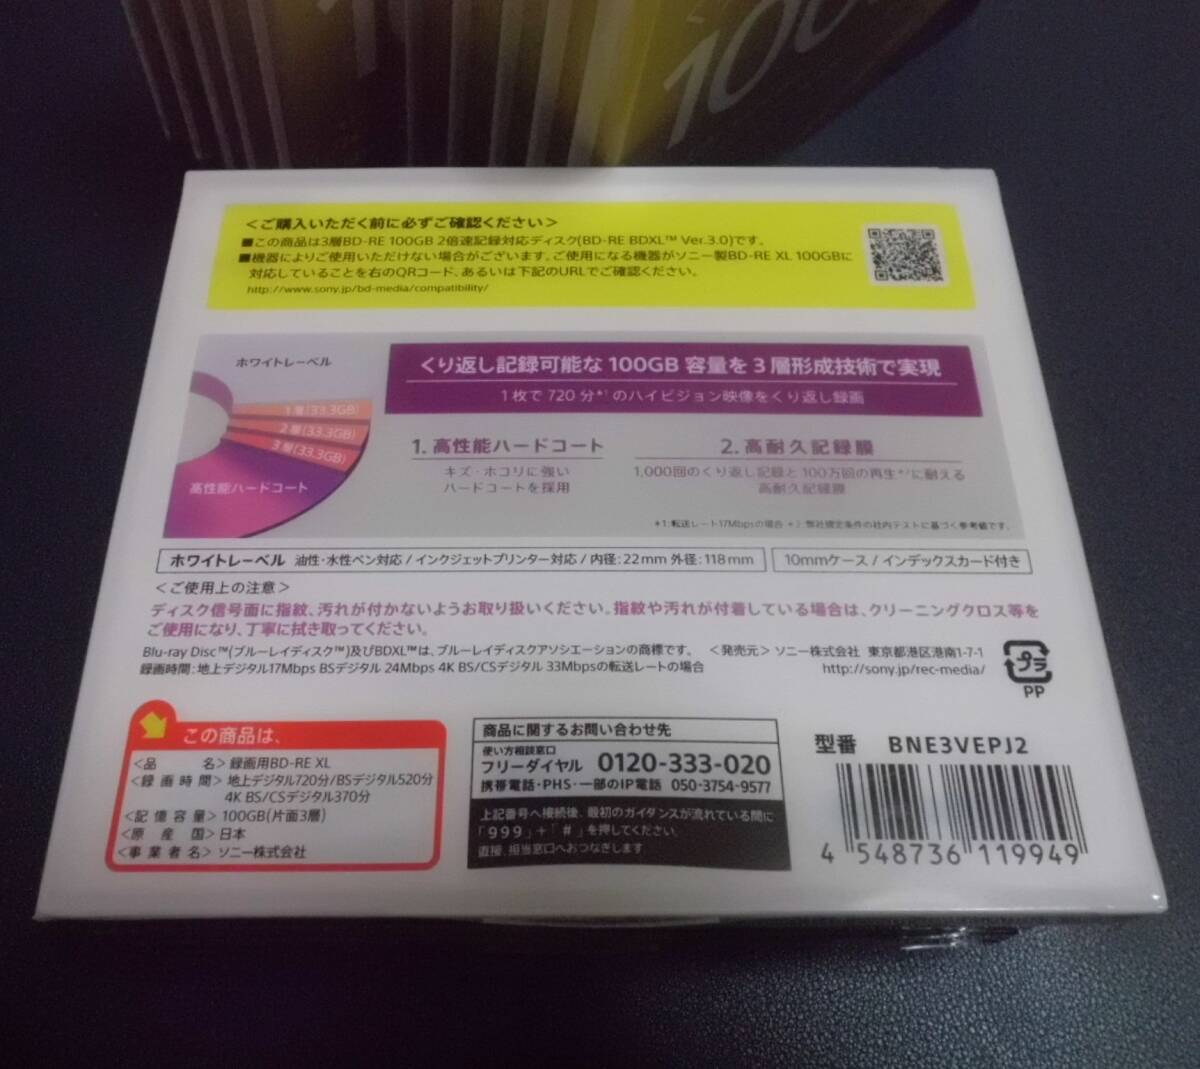 100
<ご購入いただく前に必ずご確認ください>
■この商品は3層BD-RE 100GB 2倍速記録対応ディスク(BD-RE BDXL™ Ver.3.0)です。
■機器によりご使用いただけない場合がございます。ご使用になる機器がソニー製BD-RE XL 100GBに
対応していることを右のQRコード、あるいは下記のURLでご確認ください。
http://www.sony.jp/bd-media/compatibility/
ホワイトレーベル
1層(33.3GB)
2層(33.3GB)
3層(33.3GB)
高性能ハードコート
くり返し記録可能な100GB 容量を3層形成技術で実現
1枚で720分*1のハイビジョン映像をくり返し録画
1. 高性能ハードコート
キズ・ホコリに強い
ハードコートを採用
2. 高耐久記録膜
1,000回のくり返し記録と100万回の再生*2に耐える
高耐久記録膜
*1:転送レート17Mbpsの場合 *2:弊社規定条件の社内テストに基づく参考値です。
ホワイトレーベル 油性・水性ペン対応 / インクジェットプリンター対応 / 内径:22mm 外径:118mm
10mmケース / インデックスカード付き
<ご使用上の注意>
ディスク信号面に指紋、汚れが付かないようお取り扱いください。指紋や汚れが付着している場合は、クリーニングクロス等を
ご使用になり、丁寧に拭き取ってください。
Blu-ray Disc™(ブルーレイディスク™)及びBDXL™は、ブルーレイディスクアソシエーションの商標です。 <発売元> ソニー株式会社 東京都港区港南1-7-1
録画時間:地上デジタル17Mbps BSデジタル 24Mbps 4K BS/CSデジタル 33Mbpsの転送レートの場合 http://sony.jp/rec-media/
プラ
PP
この商品は、
<品名> 録画用BD-RE XL
<録画時間> 地上デジタル720分/BSデジタル520分
4K BS/CSデジタル370分
<記憶容量> 100GB(片面3層)
<原産国> 日本
<事業者名> ソニー株式会社
商品に関するお問い合わせ先
使い方相談窓口
フリーダイヤル 0120-333-020
携帯電話・PHS・一部のIP電話 050-3754-9577
上記番号へ接続後、最初のガイダンスが流れている間に
「999」+「#」を押してください。
直接、担当窓口へおつなぎします
型番 BNE3VEPJ2
4 548736 119949